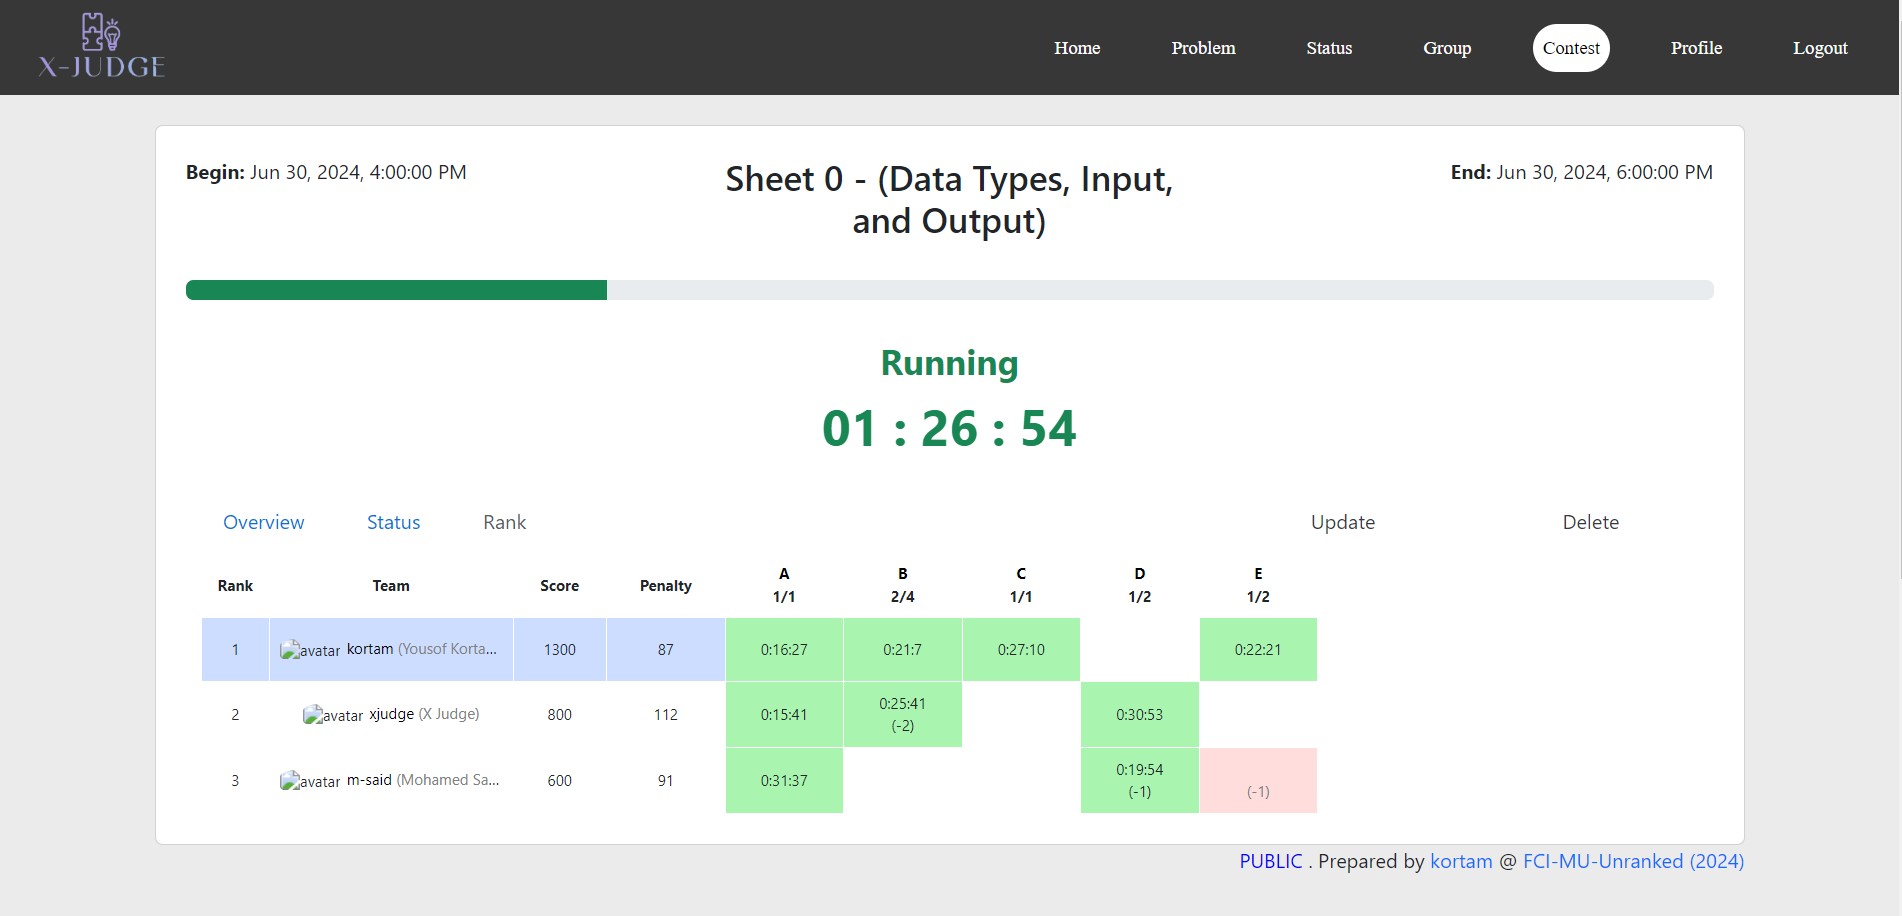 X-JUDGE
Home Problem Status Group Contest Profile Logout
Begin: Jun 30, 2024, 4:00:00 PM
Sheet 0 - (Data Types, Input,
and Output)
End: Jun 30, 2024, 6:00:00 PM
Running
01 : 26 : 54
Overview Status Rank Update Delete
Rank Team Score Penalty A B C D E
1/1 2/4 1/1 1/2 1/2
1 avatar kortam (Yousof Korta... 1300 87 0:16:27 0:21:7 0:27:10 0:22:21
2 avatar xjudge (X Judge) 800 112 0:15:41 0:25:41 0:30:53
(-2)
3 avatar m-said (Mohamed Sa... 600 91 0:31:37 0:19:54
(-1) (-1)
PUBLIC . Prepared by kortam @ FCI-MU-Unranked (2024)